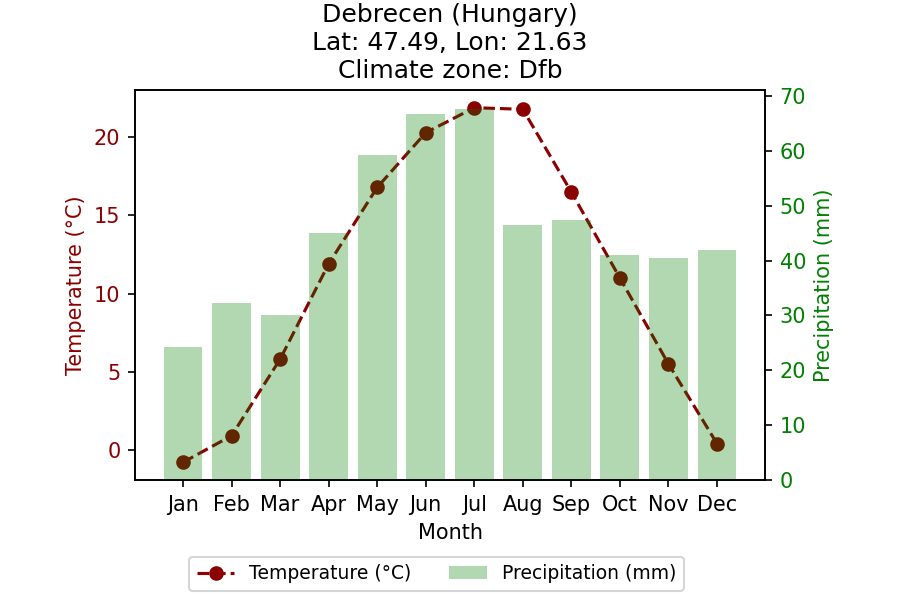 Debrecen (Hungary)
Lat: 47.49, Lon: 21.63
Climate zone: Dfb
Temperature (°C)
20
15
10
5
0
70
60
50
40
30
20
10
0
Precipitation (mm)
Jan Feb Mar Apr May Jun Jul Aug Sep Oct Nov Dec
Month
Temperature (°C) Precipitation (mm)